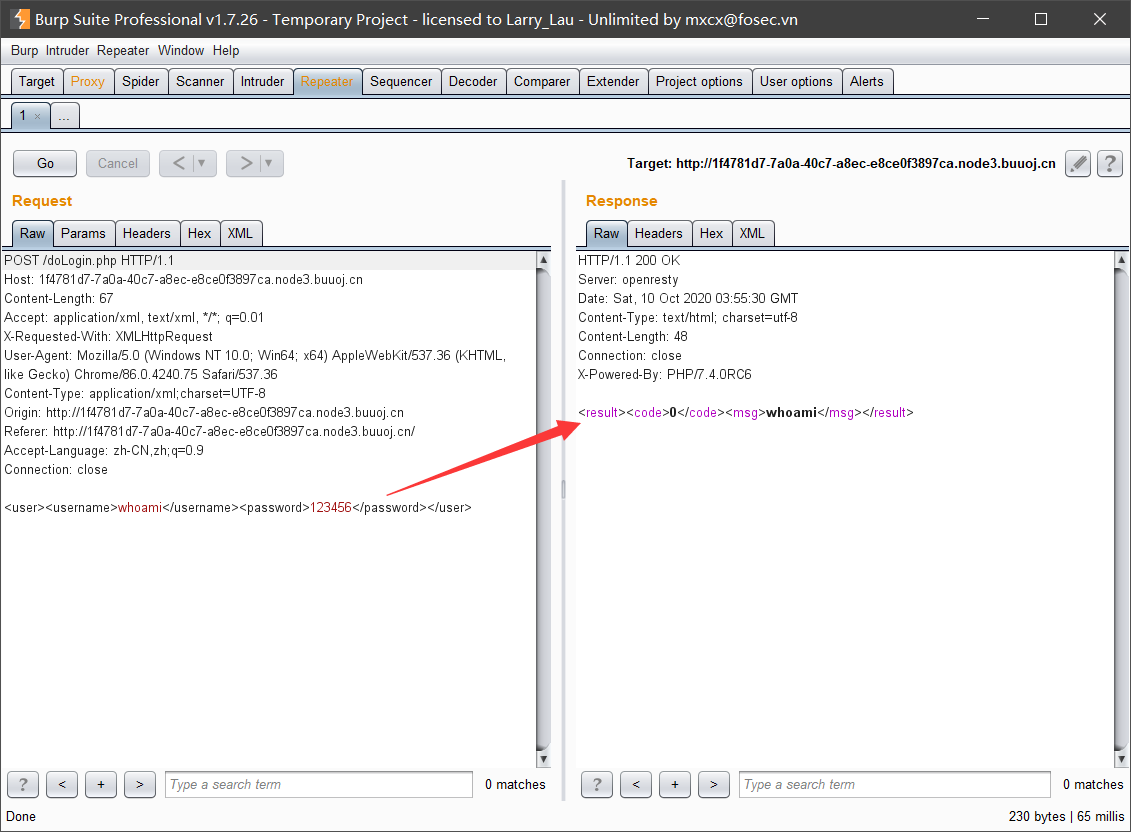 Burp Suite Professional v1.7.26 - Temporary Project - licensed to Larry_Lau - Unlimited by mxcx@fosec.vn
Burp Intruder Repeater Window Help
Target Proxy Spider Scanner Intruder Repeater Sequencer Decoder Comparer Extender Project options User options Alerts
1 × ...
Go Cancel < ▼ > ▼ Target: http://1f4781d7-7a0a-40c7-a8ec-e8ce0f3897ca.node3.buuoj.cn ?
Request
Raw Params Headers Hex XML
POST /doLogin.php HTTP/1.1
Host: 1f4781d7-7a0a-40c7-a8ec-e8ce0f3897ca.node3.buuoj.cn
Content-Length: 67
Accept: application/xml, text/xml, */*; q=0.01
X-Requested-With: XMLHttpRequest
User-Agent: Mozilla/5.0 (Windows NT 10.0; Win64; x64) AppleWebKit/537.36 (KHTML,
like Gecko) Chrome/86.0.4240.75 Safari/537.36
Content-Type: application/xml;charset=UTF-8
Origin: http://1f4781d7-7a0a-40c7-a8ec-e8ce0f3897ca.node3.buuoj.cn
Referer: http://1f4781d7-7a0a-40c7-a8ec-e8ce0f3897ca.node3.buuoj.cn/
Accept-Language: zh-CN,zh;q=0.9
Connection: close
<user><username>whoami</username><password>123456</password></user>
? < + > Type a search term 0 matches
Response
Raw Headers Hex XML
HTTP/1.1 200 OK
Server: openresty
Date: Sat, 10 Oct 2020 03:55:30 GMT
Content-Type: text/html; charset=utf-8
Content-Length: 48
Connection: close
X-Powered-By: PHP/7.4.0RC6
<result><code>0</code><msg>whoami</msg></result>
? < + > Type a search term 0 matches
Done 230 bytes | 65 millis